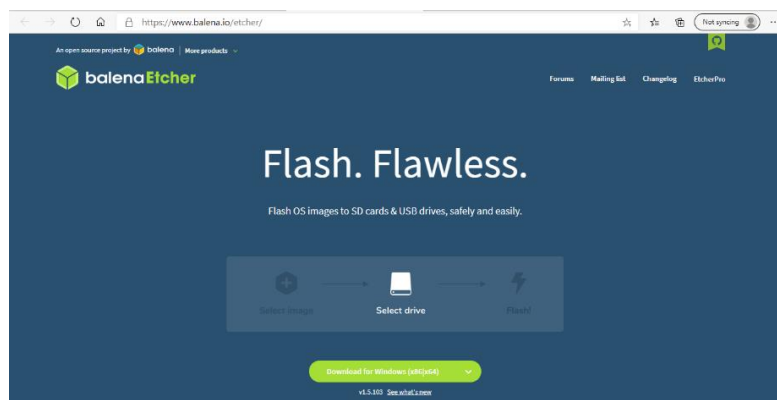 https://www.balena.io/etcher/
Not syncing
An open source project by balena | More products
balenaEtcher
Forums Mailing list Changelog EtcherPro
Flash. Flawless.
Flash OS images to SD cards & USB drives, safely and easily.
Select image Select drive Flash!
Download for Windows (x86|x64)
v1.5.103 See what's new